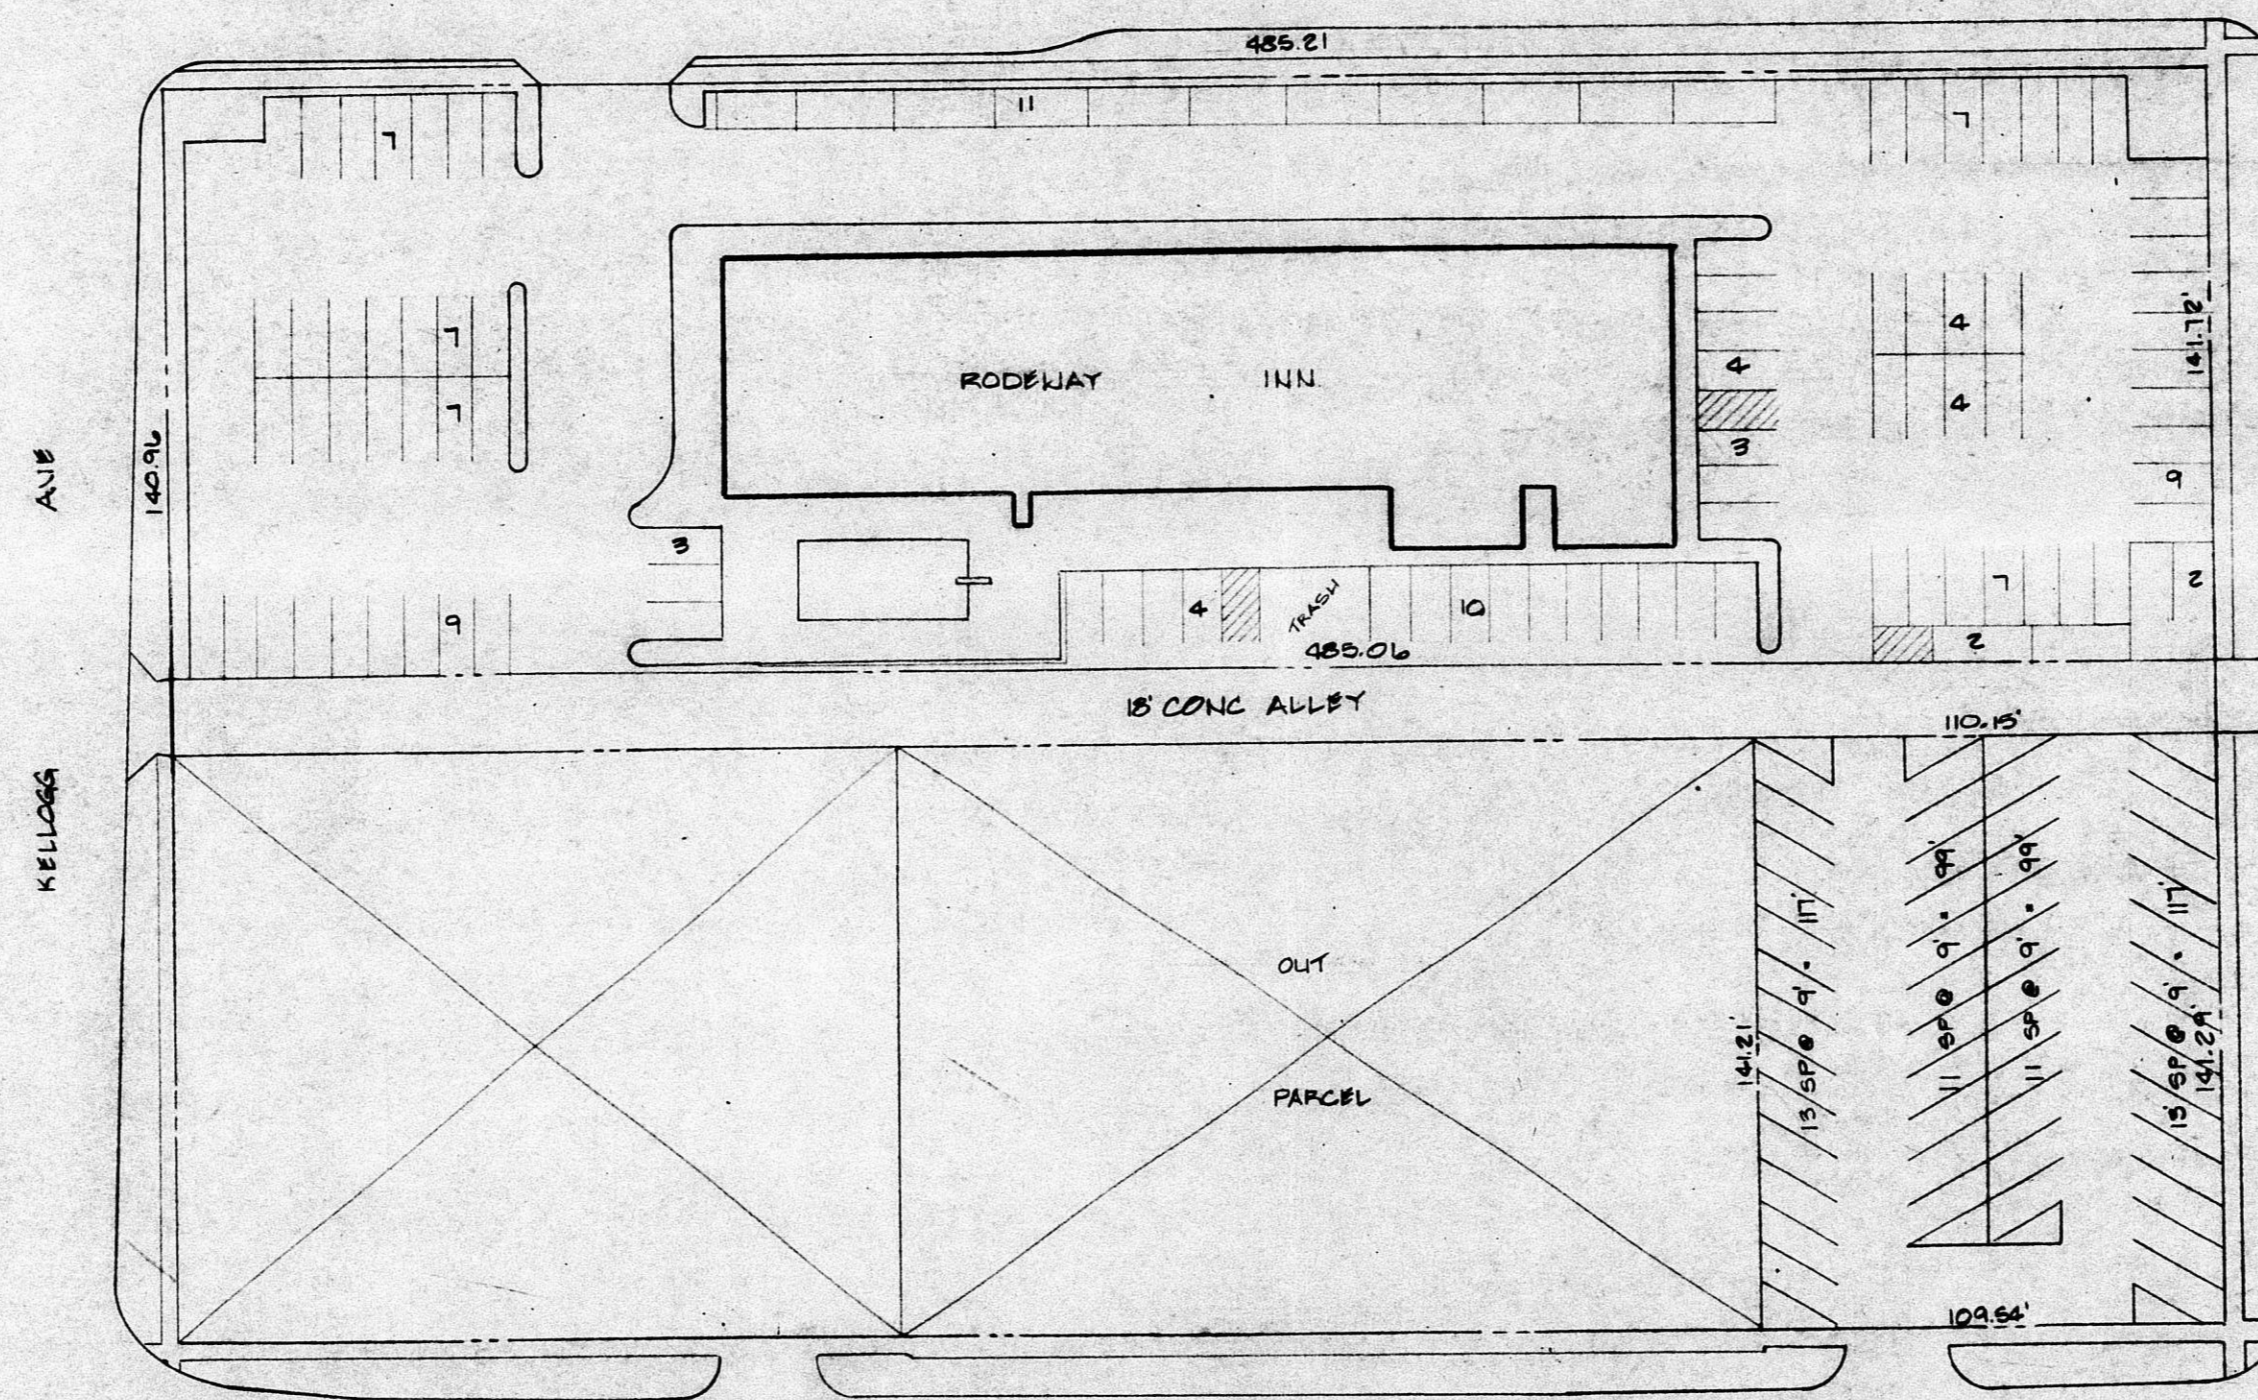 485.21
7
11
7
7
7
4
4
4
3
141.72'
9
RODEWAY INN
AVE
140.96
3
9
4
TRASH
10
7
2
2
485.06
18' CONC ALLEY
110.15'
KELLOGG
OUT
PARCEL
141.21'
13 SP @ 9' = 117'
11 SP @ 9' = 99'
11 SP @ 9' = 99'
13 SP @ 9' = 117'
141.29'
109.54'